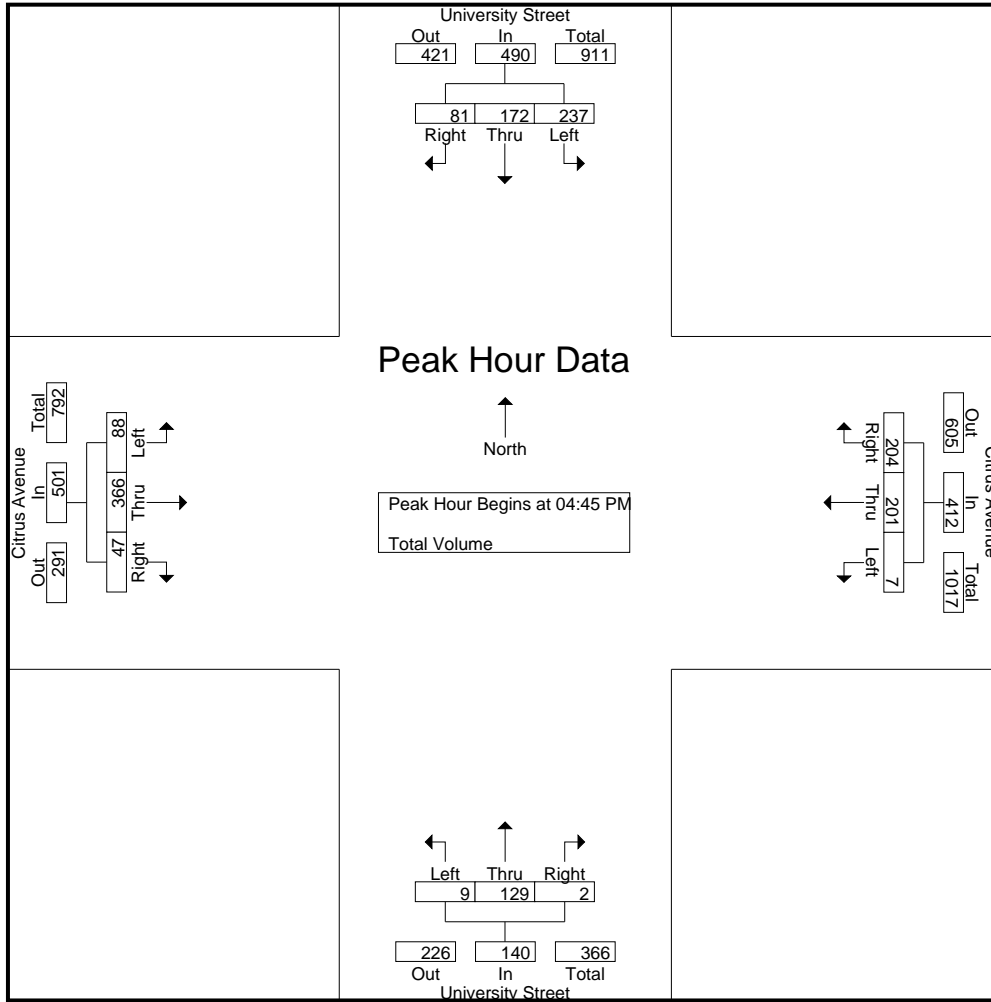 University Street
Out In Total
421 490 911
81 172 237
Right Thru Left
Peak Hour Data
North
Peak Hour Begins at 04:45 PM
Total Volume
Citrus Avenue
Out In Total
291 501 792
47 366 88
Right Thru Left
Citrus Avenue
Out In Total
605 412 1017
204 201 7
Right Thru Left
Left Thru Right
9 129 2
226 140 366
Out In Total
University Street